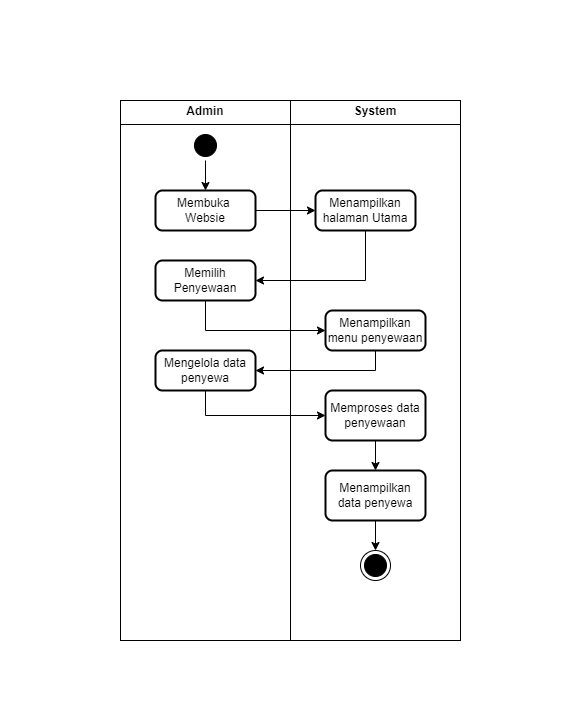 Admin
System
Membuka
Websie
Menampilkan
halaman Utama
Memilih
Penyewaan
Menampilkan
menu penyewaan
Mengelola data
penyewa
Memproses data
penyewaan
Menampilkan
data penyewa